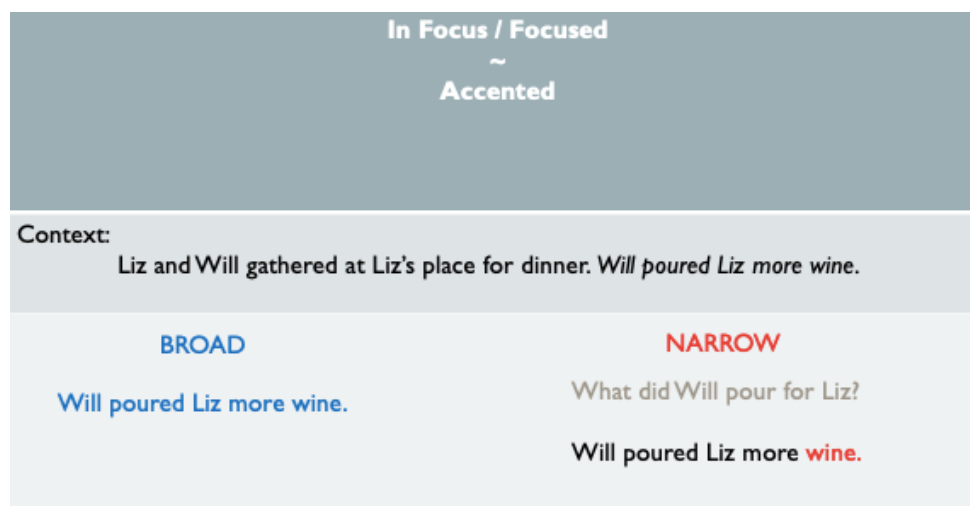 In Focus / Focused
~
Accented
Context:
Liz and Will gathered at Liz's place for dinner. Will poured Liz more wine.
BROAD
Will poured Liz more wine.
NARROW
What did Will pour for Liz?
Will poured Liz more wine.